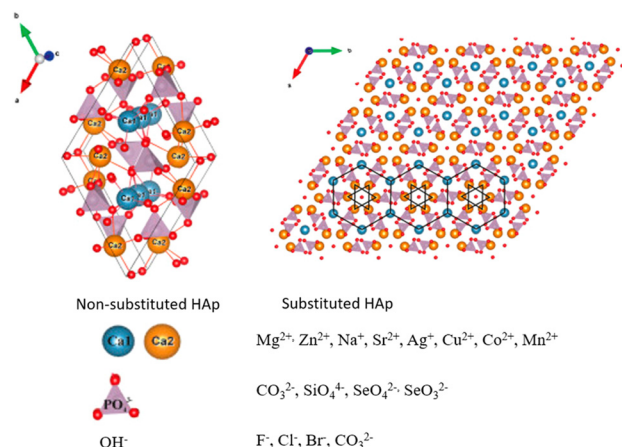 b
c
a
b
a
Ca2
Ca2
Ca1
Ca1
Ca2
Ca2
Ca2
Ca2
Ca2
Ca2
Ca1
Ca2
Ca2
Non-substituted HAp Substituted HAp
Ca1 Ca2 Mg²⁺, Zn²⁺, Na⁺, Sr²⁺, Ag⁺, Cu²⁺, Co²⁺, Mn²⁺
PO₄³⁻ CO₃²⁻, SiO₄⁴⁻, SeO₄²⁻, SeO₃²⁻
OH⁻ F⁻, Cl⁻, Br⁻, CO₃²⁻